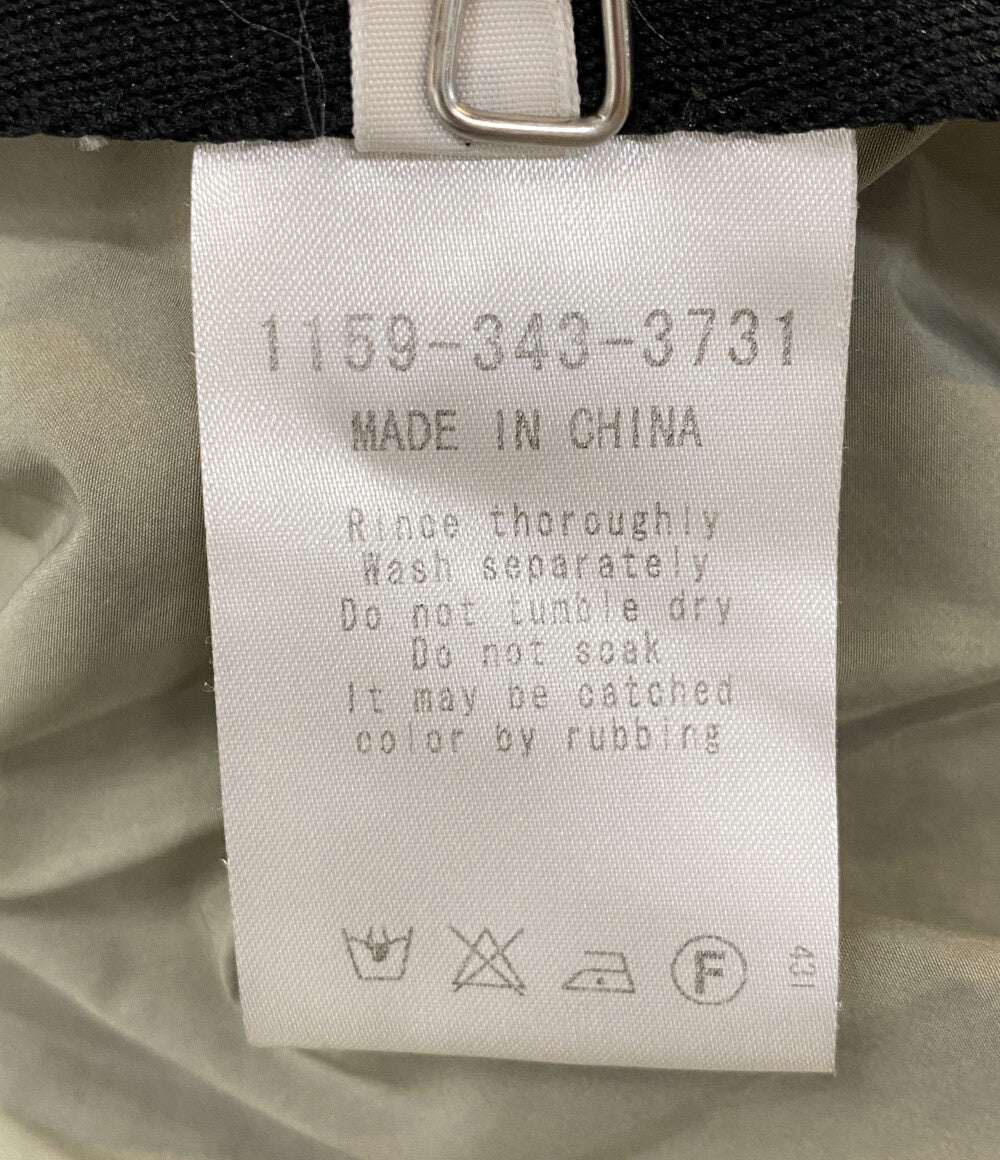 1159-343-3731
MADE IN CHINA
Rince thoroughly
Wash separately
Do not tumble dry
Do not soak
It may be catched
color by rubbing
F
431